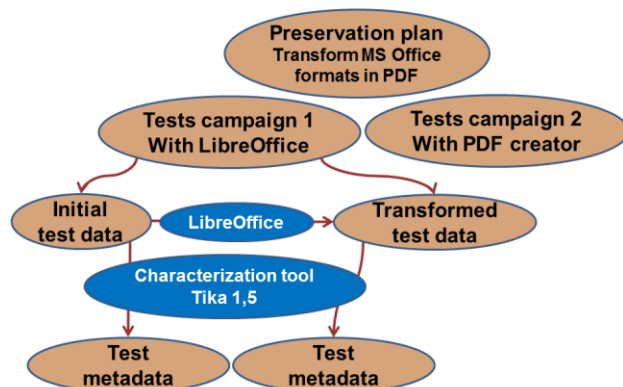 Preservation plan
Transform MS Office
formats in PDF
Tests campaign 1
With LibreOffice
Tests campaign 2
With PDF creator
Initial
test data
LibreOffice
Transformed
test data
Characterization tool
Tika 1,5
Test
metadata
Test
metadata